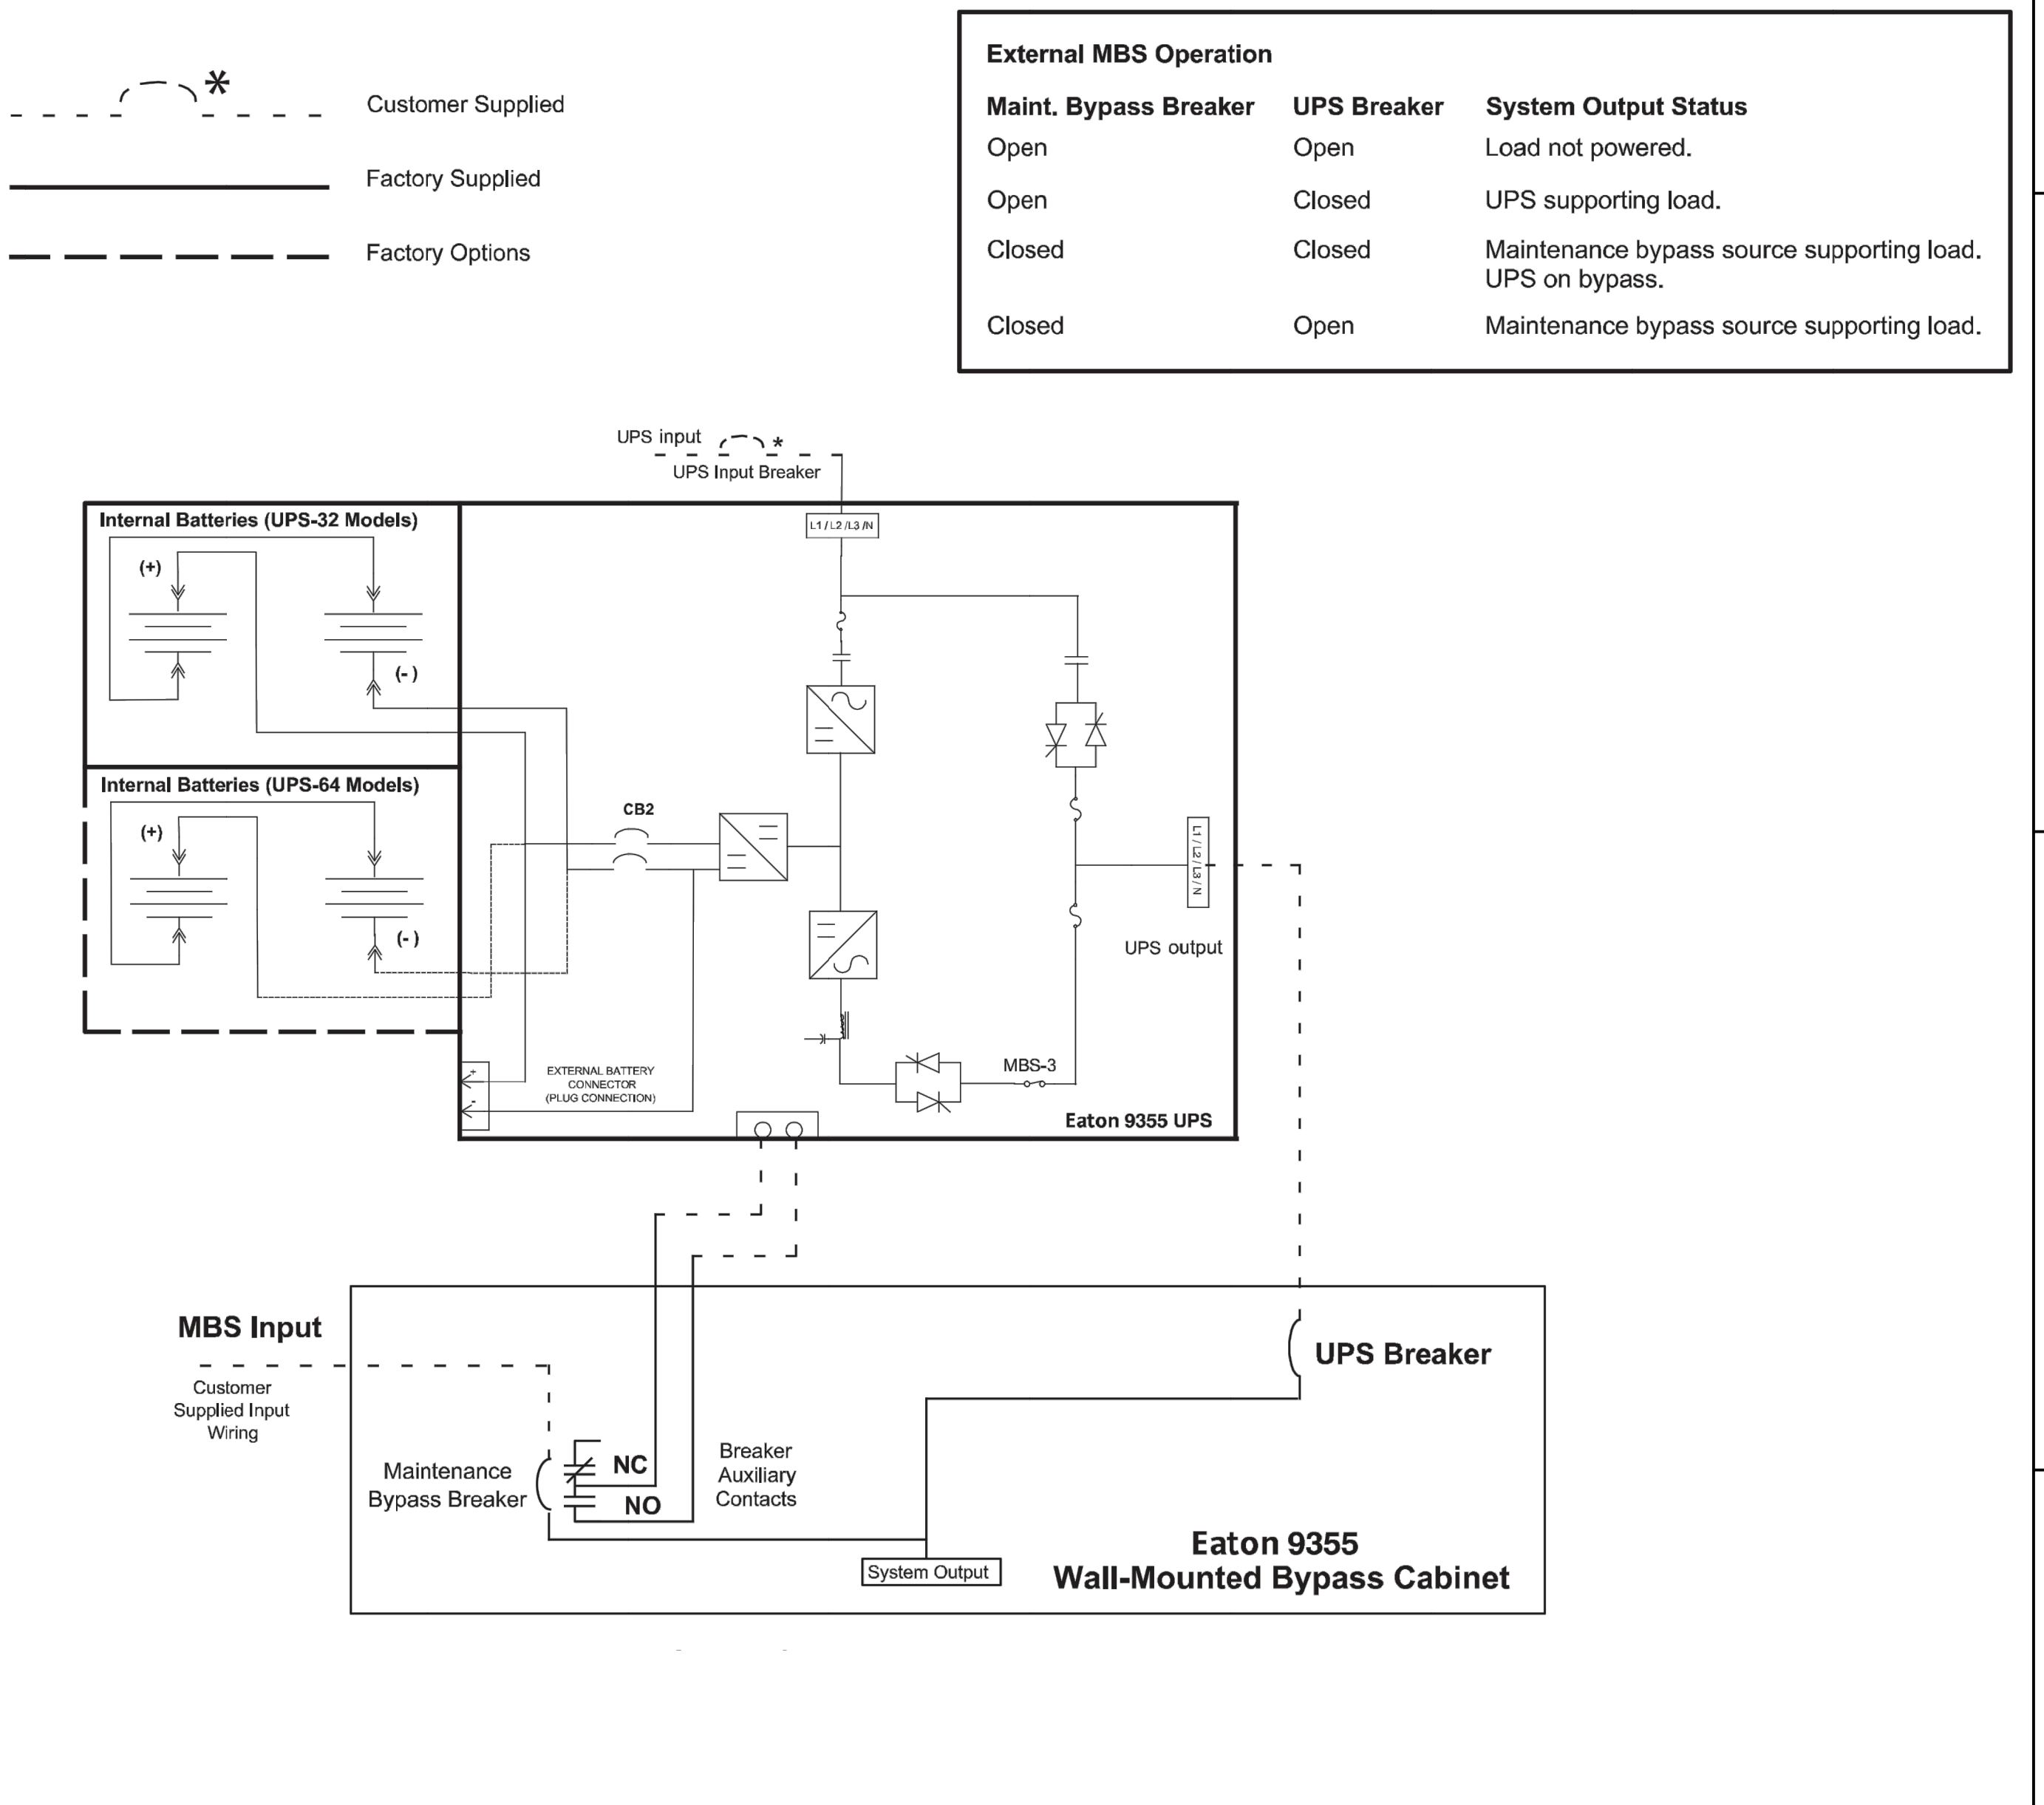 *
Customer Supplied
Factory Supplied
Factory Options
External MBS Operation
Maint. Bypass Breaker UPS Breaker System Output Status
Open Open Load not powered.
Open Closed UPS supporting load.
Closed Closed Maintenance bypass source supporting load.
UPS on bypass.
Closed Open Maintenance bypass source supporting load.
UPS input *
UPS Input Breaker
Internal Batteries (UPS-32 Models)
L1 / L2 /L3 /N
(+)
(-)
Internal Batteries (UPS-64 Models)
(+)
(-)
CB2
L1 / L2 / L3 / N
UPS output
MBS-3
+
-
EXTERNAL BATTERY
CONNECTOR
(PLUG CONNECTION)
Eaton 9355 UPS
MBS Input
Customer
Supplied Input
Wiring
UPS Breaker
Maintenance
Bypass Breaker
NC
NO
Breaker
Auxiliary
Contacts
System Output
Eaton 9355
Wall-Mounted Bypass Cabinet